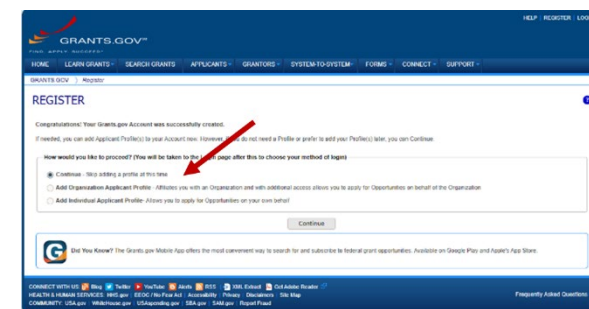 HELP | REGISTER | LOG
GRANTS.GOV™
FIND. APPLY. SUCCEED.
HOME LEARN GRANTS SEARCH GRANTS APPLICANTS GRANTORS SYSTEM-TO-SYSTEM FORMS CONNECT SUPPORT
GRANTS.GOV Register
REGISTER
Congratulations! Your Grants.gov Account was successfully created.
If needed, you can add Applicant Profile(s) to your Account now. However, do not need a Profile or prefer to add your Profile(s) later, you can Continue.
How would you like to proceed? (You will be taken to the Login page after this to choose your method of login)
Continue - Skip adding a profile at this time
Add Organization Applicant Profile - Affiliates you with an Organization and with additional access allows you to apply for Opportunities on behalf of the Organization
Add Individual Applicant Profile- Allows you to apply for Opportunities on your own behalf
Continue
Did You Know? The Grants.gov Mobile App offers the most convenient way to search for and subscribe to federal grant opportunities. Available on Google Play and Apple's App Store.
CONNECT WITH US: Blog Twitter YouTube Alerts RSS | XML Extract Get Adobe Reader
HEALTH & HUMAN SERVICES: HHS.gov | EEOC / No Fear Act | Accessibility | Privacy | Disclaimers | Site Map
COMMUNITY: USA.gov | WhiteHouse.gov | USAspending.gov | SBA.gov | SAM.gov | Report Fraud
Frequently Asked Questions